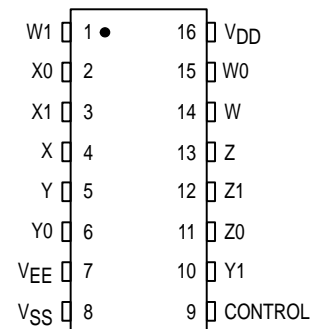 W1 1 16 VDD
X0 2 15 W0
X1 3 14 W
X 4 13 Z
Y 5 12 Z1
Y0 6 11 Z0
VEE 7 10 Y1
VSS 8 9 CONTROL